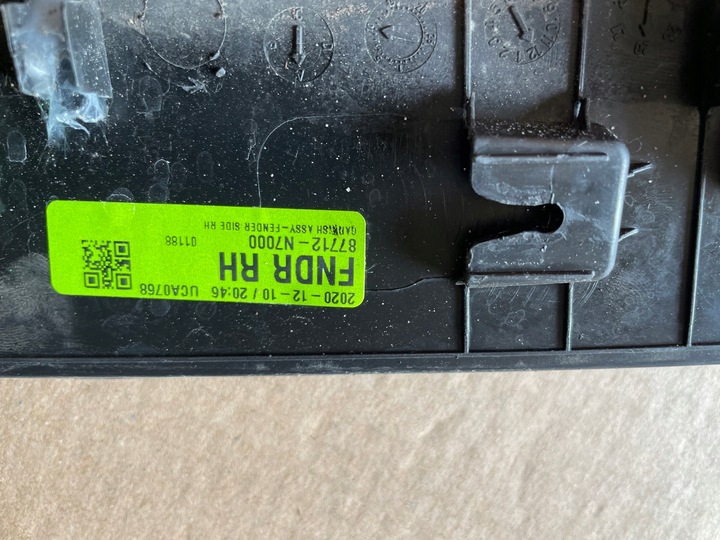 2020-12-10 / 20:46 UCA0768
FNDR RH
87712-N7000 01188
GARNISH ASSY-FENDER SIDE RH